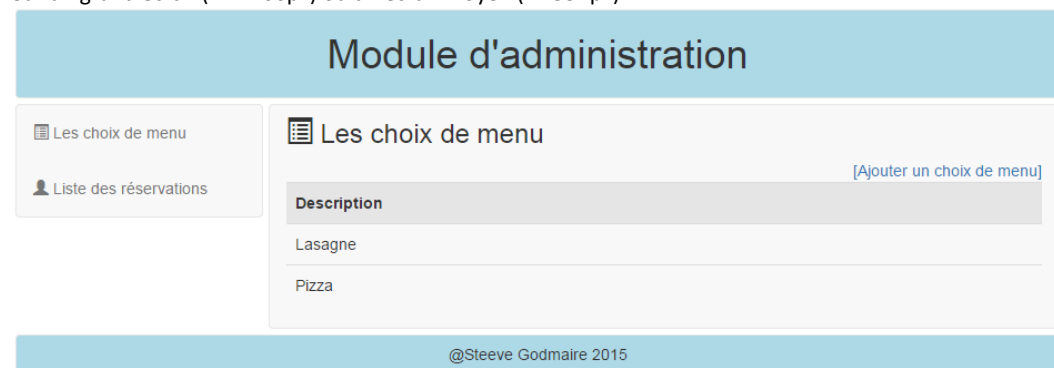 Module d'administration
Les choix de menu
Liste des réservations
Les choix de menu
[Ajouter un choix de menu]
Description
Lasagne
Pizza
@Steeve Godmaire 2015